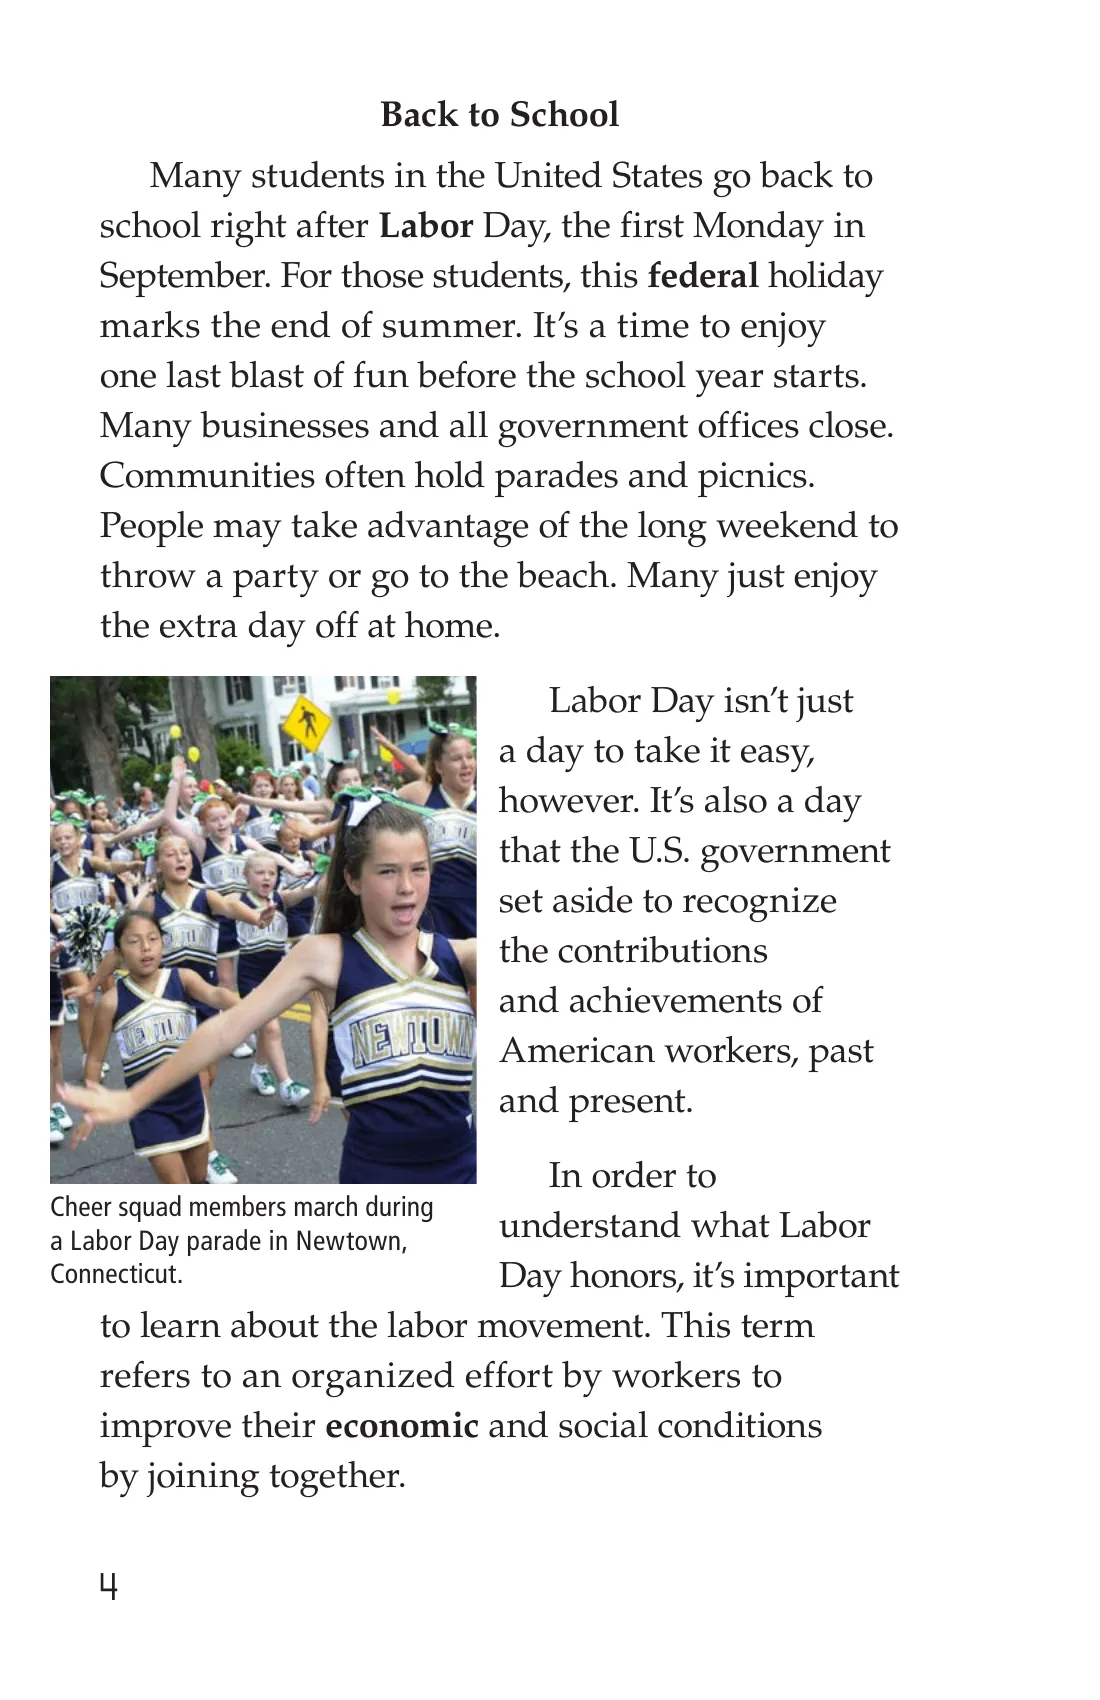 Back to School
Many students in the United States go back to
school right after Labor Day, the first Monday in
September. For those students, this federal holiday
marks the end of summer. It’s a time to enjoy
one last blast of fun before the school year starts.
Many businesses and all government offices close.
Communities often hold parades and picnics.
People may take advantage of the long weekend to
throw a party or go to the beach. Many just enjoy
the extra day off at home.
Labor Day isn’t just
a day to take it easy,
however. It’s also a day
that the U.S. government
set aside to recognize
the contributions
and achievements of
American workers, past
and present.
NEWTOWN
NEWTOWN
Cheer squad members march during
a Labor Day parade in Newtown,
Connecticut.
In order to
understand what Labor
Day honors, it’s important
to learn about the labor movement. This term
refers to an organized effort by workers to
improve their economic and social conditions
by joining together.
4